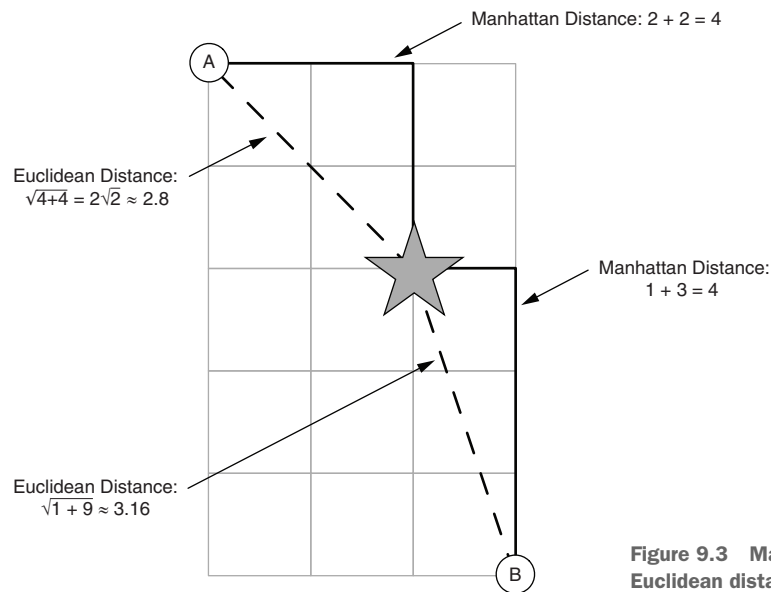 Manhattan Distance: 2 + 2 = 4
A
Euclidean Distance:
√4+4 = 2√2 ≈ 2.8
Manhattan Distance:
1 + 3 = 4
Euclidean Distance:
√1 + 9 ≈ 3.16
B
Figure 9.3
Euclidean